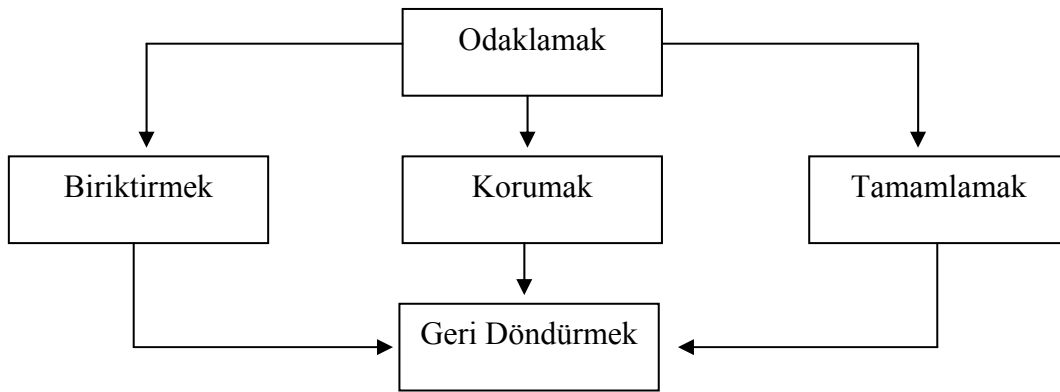 Odaklamak
Biriktirmek
Korumak
Tamamlamak
Geri Döndürmek